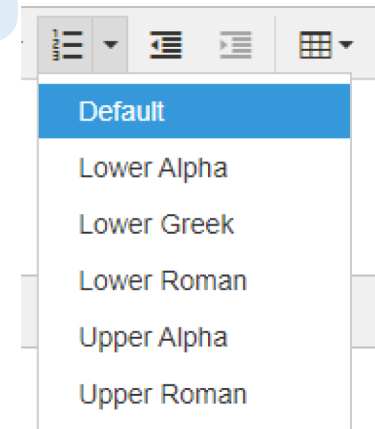 Default
Lower Alpha
Lower Greek
Lower Roman
Upper Alpha
Upper Roman